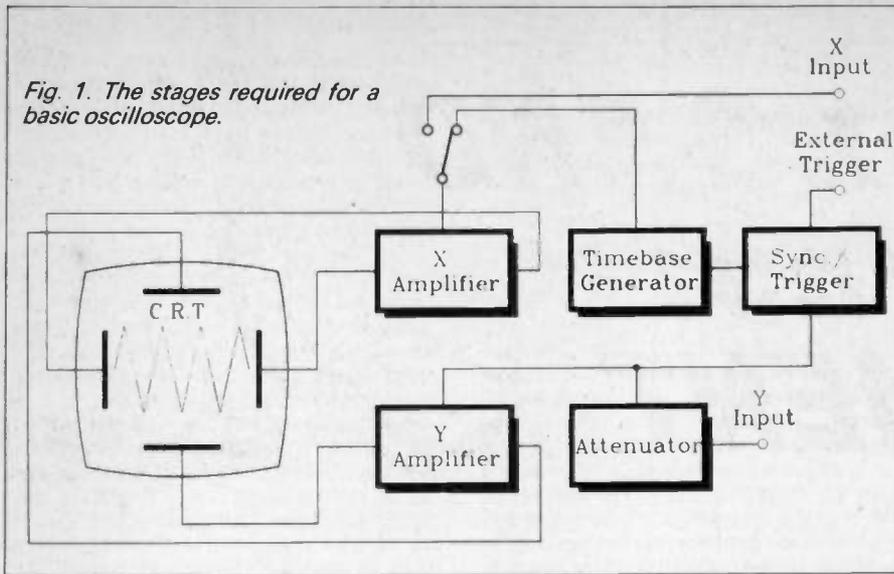 Fig. 1. The stages required for a
basic oscilloscope.
X
Input
External
Trigger
X
Amplifier
Timebase
Generator
Sync /
Trigger
C.R.T
Y
Amplifier
Attenuator
Y
Input